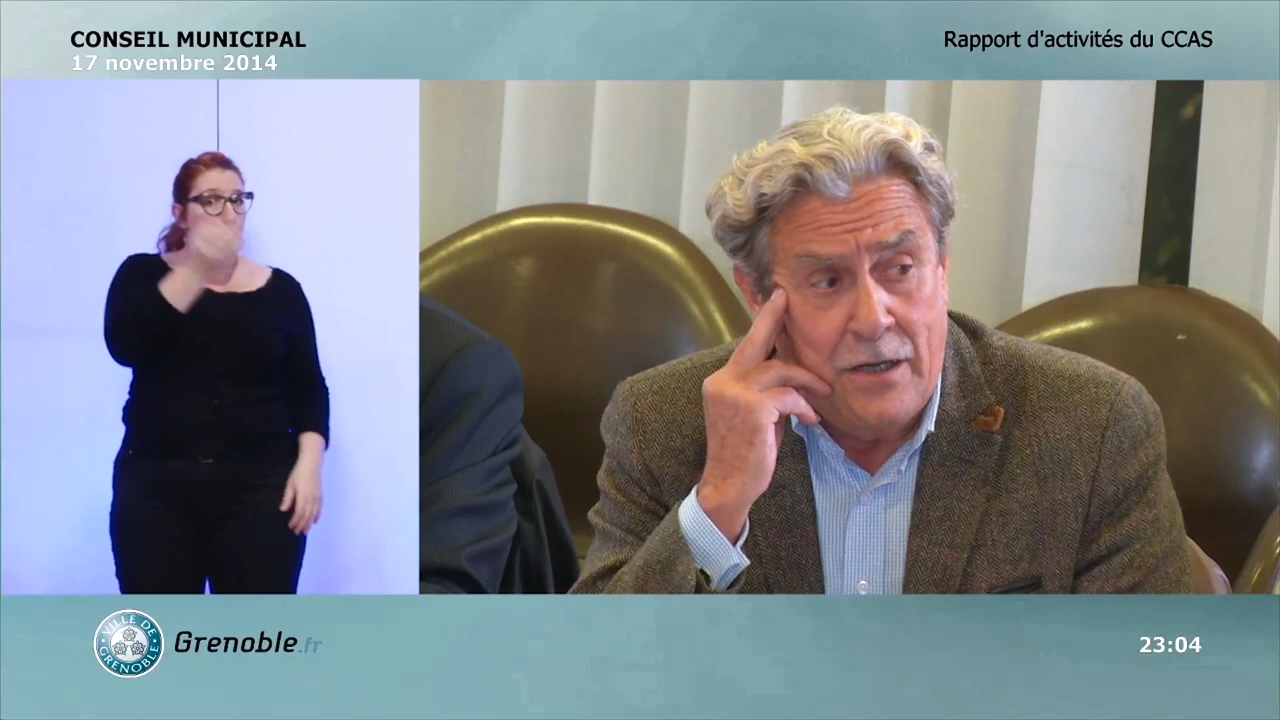 CONSEIL MUNICIPAL
17 novembre 2014
Rapport d'activités du CCAS
VILLE DE GRENOBLE
Grenoble.fr
23:04